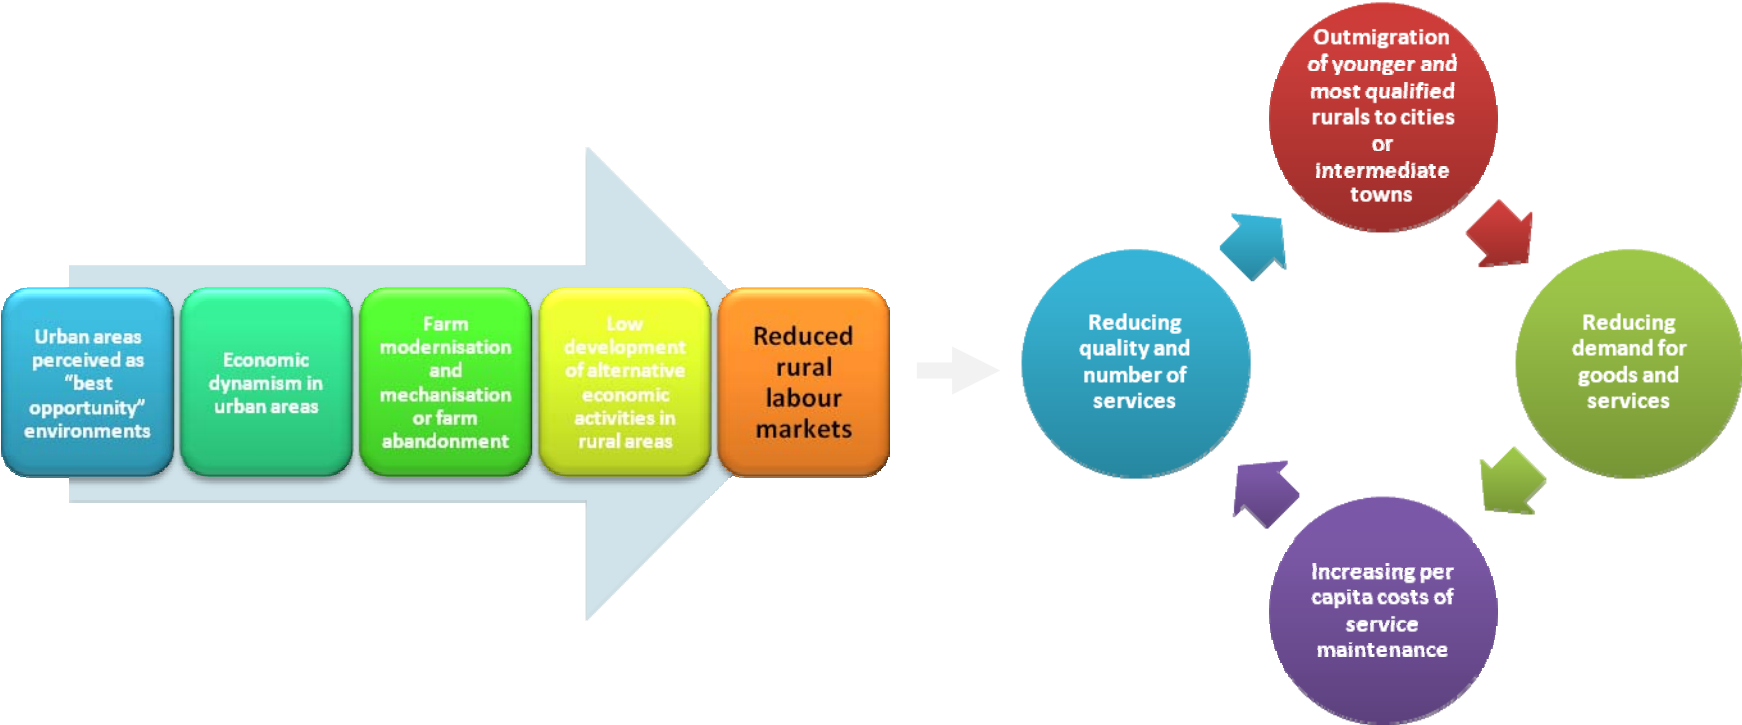 Urban areas
perceived as
"best
opportunity"
environments
Economic
dynamism in
urban areas
Farm
modernisation
and
mechanisation
or farm
abandonment
Low
development
of alternative
economic
activities in
rural areas
Reduced
rural
labour
markets
Outmigration
of younger and
most qualified
rurals to cities
or
intermediate
towns
Reducing
demand for
goods and
services
Increasing per
capita costs of
service
maintenance
Reducing
quality and
number of
services